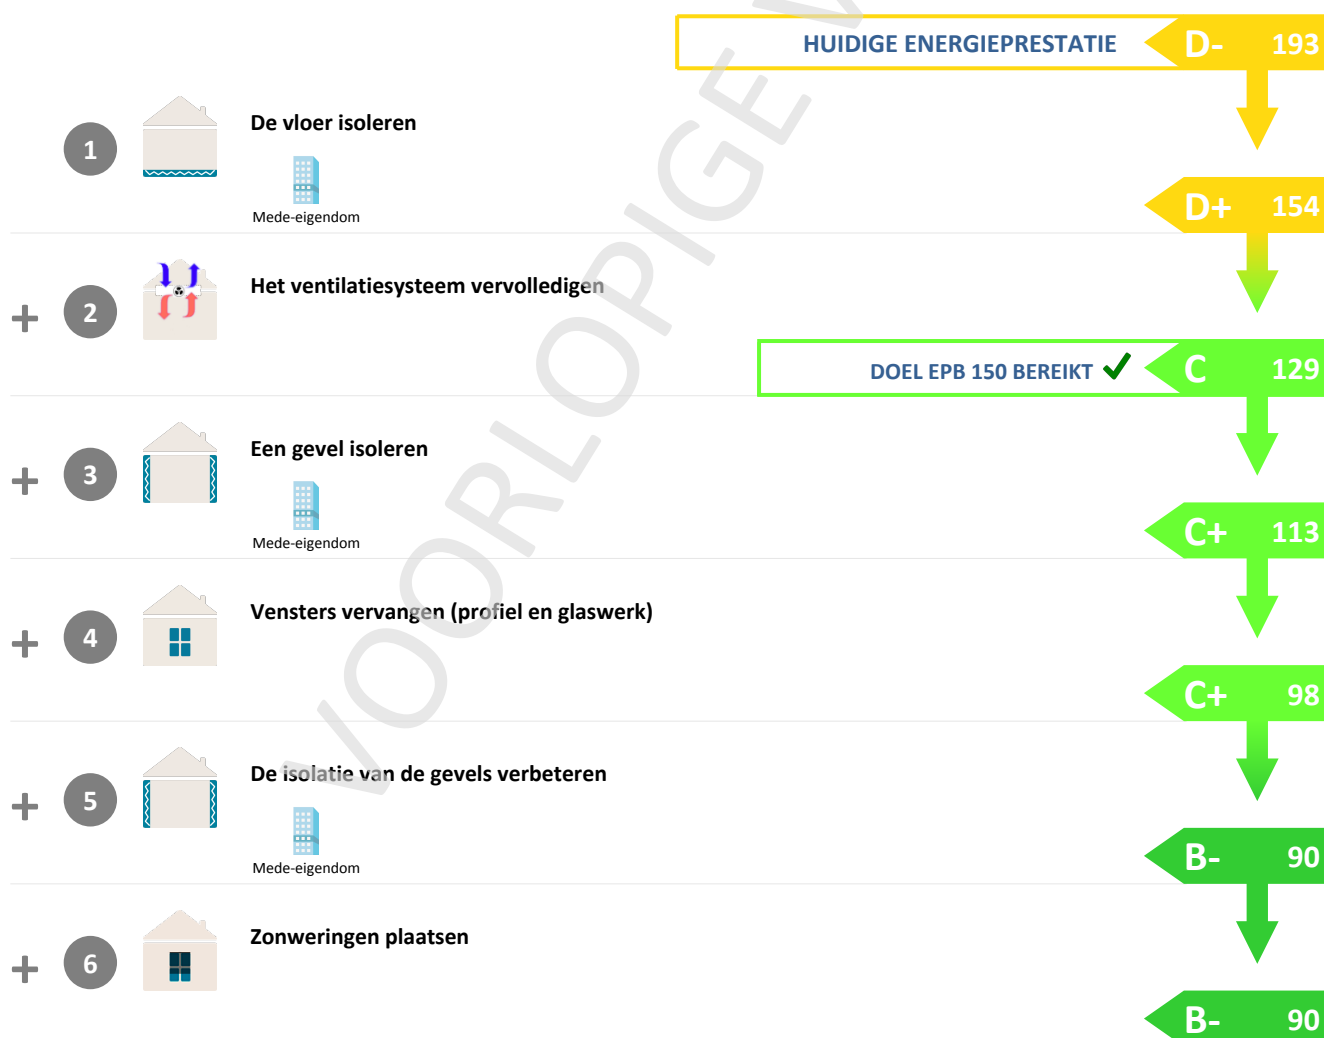 HUIDIGE ENERGIEPRESTATIE D- 193
1 De vloer isoleren
Mede-eigendom
D+ 154
+ 2 Het ventilatiesysteem vervolledigen
DOEL EPB 150 BEREIKT ✓ C 129
+ 3 Een gevel isoleren
Mede-eigendom
C+ 113
+ 4 Vensters vervangen (profiel en glaswerk)
C+ 98
+ 5 De isolatie van de gevels verbeteren
Mede-eigendom
B- 90
+ 6 Zonweringen plaatsen
B- 90
VOORLOPIGE V